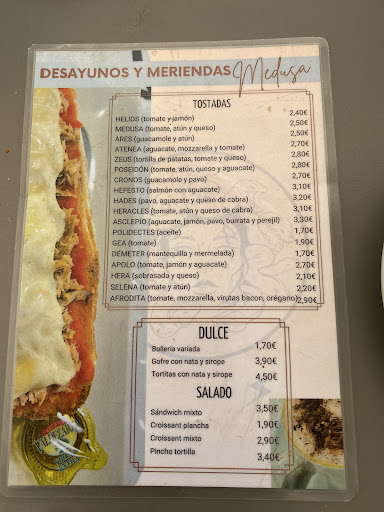 DESAYUNOS Y MERIENDAS Medusa
TOSTADAS
HELIOS (tomate y jamón) 2,40€
MEDUSA (tomate, atún y queso) 2,50€
ARES (guacamole y atún) 2,50€
ATENEA (aguacate, mozzarella y tomate) 2,70€
ZEUS (tortilla de patatas, tomate y queso) 2,80€
POSEIDÓN (tomate, atún, queso y aguacate) 2,80€
CRONOS (guacamole y pavo) 2,70€
HEFESTO (salmón con aguacate) 3,10€
HADES (pavo, aguacate y queso de cabra) 3,20€
HERACLES (tomate, atún y queso de cabra) 3,10€
ASCLEPIO (aguacate, jamón, pavo, burrata y perejil) 3,30€
POLIDECTES (aceite) 1,70€
GEA (tomate) 1,90€
DÉMETER (mantequilla y mermelada) 1,70€
APOLO (tomate, jamón y aguacate) 2,70€
HERA (sobrasado y queso) 2,10€
SELENA (tomate y atún) 2,20€
AFRODITA (tomate, mozzarella, virutas bacon, orégano) 2,90€
DULCE
Bollería variada 1,70€
Gofre con nata y sirope 3,90€
Tortitas con nata y sirope 4,50€
SALADO
Sándwich mixto 3,50€
Croissant plancha 1,90€
Croissant mixto 2,90€
Pincho tortilla 3,40€